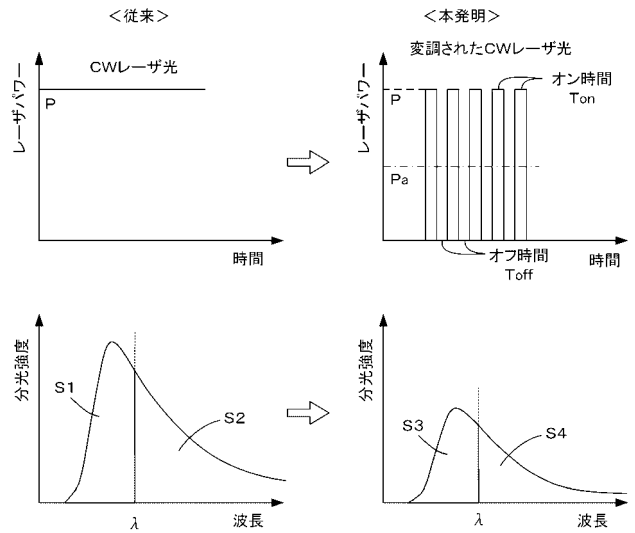 <従来>
<本発明>
CWレーザ光
変調されたCWレーザ光
レーザパワー
P
時間
レーザパワー
P
Pa
オン時間
Ton
オフ時間
Toff
時間
分光強度
S1
S2
λ
波長
分光強度
S3
S4
λ
波長